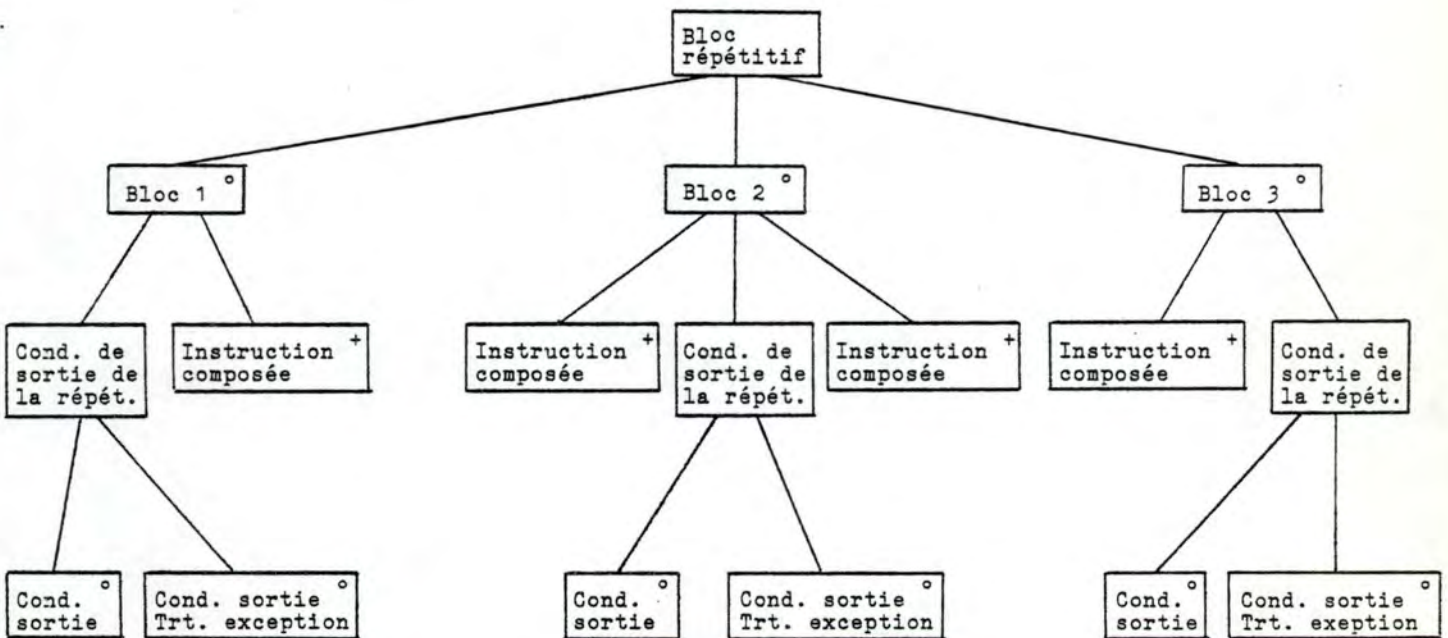 Bloc
répétitif
Bloc 1 °
Bloc 2 °
Bloc 3 °
Cond. de
sortie de
la répét.
Instruction +
composée
Instruction +
composée
Cond. de
sortie de
la répét.
Instruction +
composée
Instruction +
composée
Cond. de
sortie de
la répét.
Cond. °
sortie
Cond. sortie °
Trt. exception
Cond. °
sortie
Cond. sortie °
Trt. exception
Cond. °
sortie
Cond. sortie °
Trt. exeption